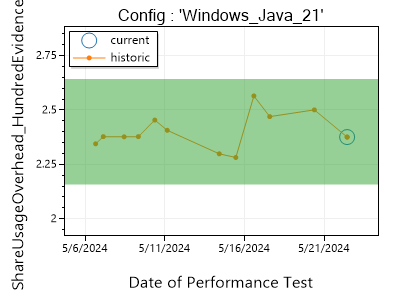 Config : 'Windows_Java_21'
ShareUsageOverhead_HundredEvidence
current
historic
2.75
2.5
2.25
2
5/6/2024
5/11/2024
5/16/2024
5/21/2024
Date of Performance Test